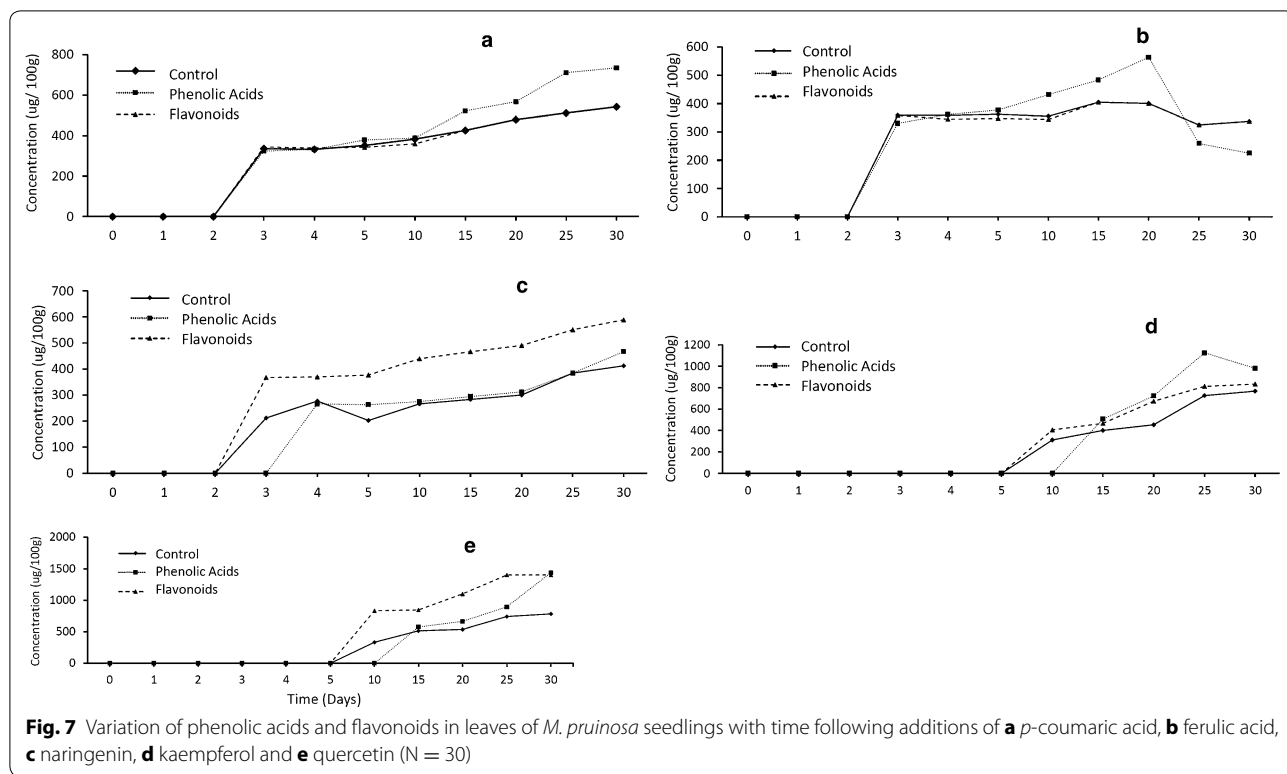 a
Concentration (ug/ 100g)
Control
Phenolic Acids
Flavonoids
800
600
400
200
0
0 1 2 3 4 5 10 15 20 25 30
b
Concentration (ug/100g)
Control
Phenolic Acids
Flavonoids
600
500
400
300
200
100
0
0 1 2 3 4 5 10 15 20 25 30
c
Concentration (ug/100g)
Control
Phenolic Acids
Flavonoids
700
600
500
400
300
200
100
0
0 1 2 3 4 5 10 15 20 25 30
d
Concentration (ug/100g)
Control
Phenolic Acids
Flavonoids
1200
1000
800
600
400
200
0
0 1 2 3 4 5 10 15 20 25 30
e
Concentration (ug/100g)
Control
Phenolic Acids
Flavonoids
2000
1500
1000
500
0
0 1 2 3 4 5 10 15 20 25 30
Time (Days)
Fig. 7 Variation of phenolic acids and flavonoids in leaves of M. pruinosa seedlings with time following additions of a p-coumaric acid, b ferulic acid,
c naringenin, d kaempferol and e quercetin (N = 30)